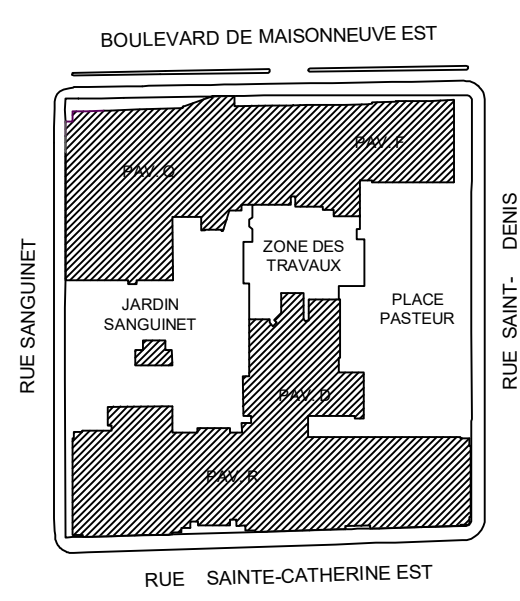 BOULEVARD DE MAISONNEUVE EST
PAV. Q
PAV. F
ZONE DES
TRAVAUX
RUE SANGUINET
JARDIN
SANGUINET
PLACE
PASTEUR
RUE SAINT- DENIS
PAV. D
PAV. R
RUE SAINTE-CATHERINE EST